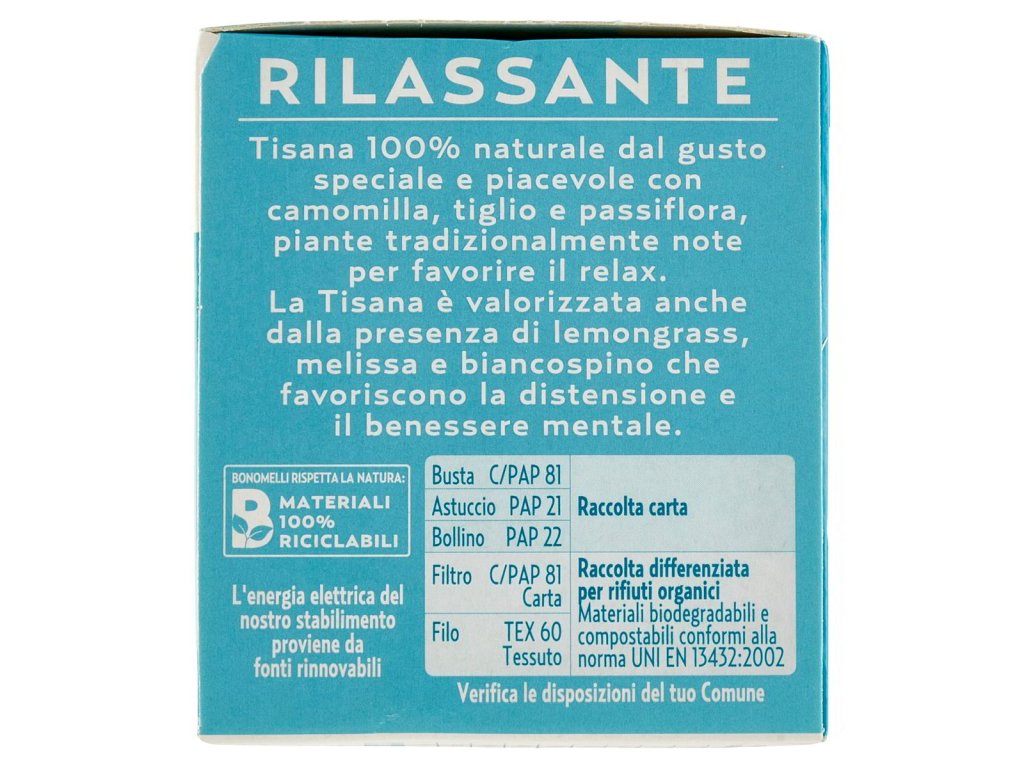 RILASSANTE
Tisana 100% naturale dal gusto
speciale e piacevole con
camomilla, tiglio e passiflora,
piante tradizionalmente note
per favorire il relax.
La Tisana è valorizzata anche
dalla presenza di lemongrass,
melissa e biancospino che
favoriscono la distensione e
il benessere mentale.
BONOMELLI RISPETTA LA NATURA:
B MATERIALI
100%
RICICLABILI
L'energia elettrica del
nostro stabilimento
proviene da
fonti rinnovabili
Busta C/PAP 81
Astuccio PAP 21
Bollino PAP 22
Raccolta carta
Filtro C/PAP 81
Carta
Filo TEX 60
Tessuto
Raccolta differenziata
per rifiuti organici
Materiali biodegradabili e
compostabili conformi alla
norma UNI EN 13432:2002
Verifica le disposizioni del tuo Comune